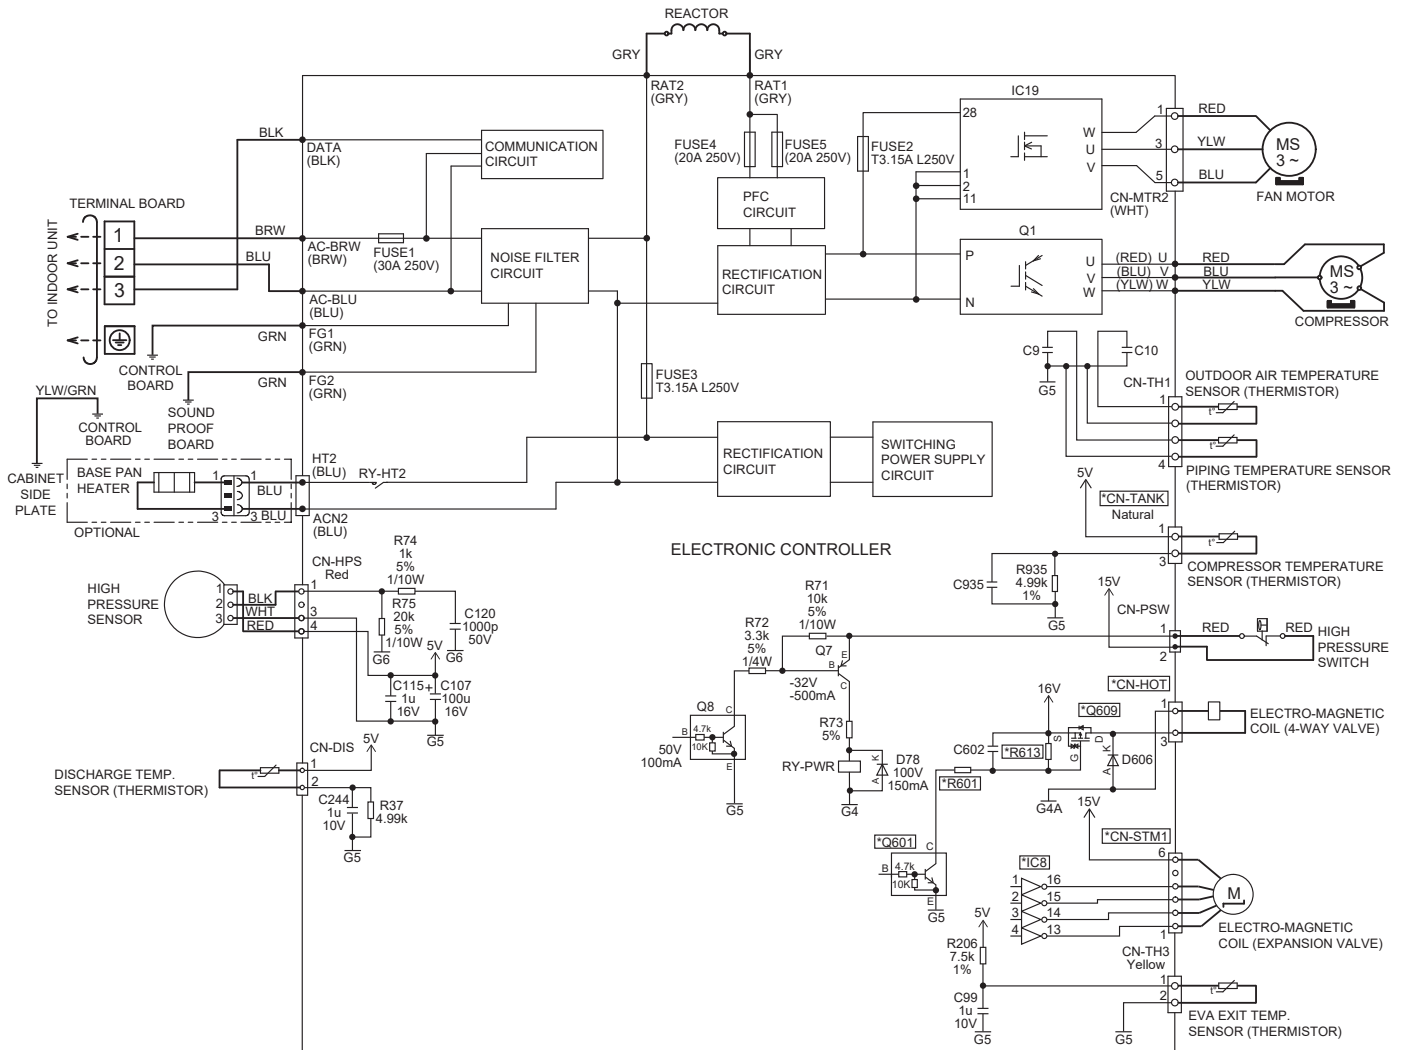 REACTOR
GRY
GRY
RAT2
(GRY)
RAT1
(GRY)
IC19
28
1
2
11
W
U
V
1
3
5
RED
YLW
BLU
MS
3 ~
FAN MOTOR
CN-MTR2
(WHT)
BLK
DATA
(BLK)
COMMUNICATION
CIRCUIT
FUSE4
(20A 250V)
FUSE5
(20A 250V)
FUSE2
T3.15A L250V
PFC
CIRCUIT
TERMINAL BOARD
TO INDOOR UNIT
1
2
3
BRW
BLU
AC-BRW
(BRW)
FUSE1
(30A 250V)
AC-BLU
(BLU)
NOISE FILTER
CIRCUIT
RECTIFICATION
CIRCUIT
Q1
P
N
U
V
W
(RED) U
(BLU) V
(YLW) W
RED
BLU
YLW
MS
3 ~
COMPRESSOR
GRN
FG1
(GRN)
CONTROL
BOARD
GRN
FG2
(GRN)
SOUND
PROOF
BOARD
YLW/GRN
CONTROL
BOARD
CABINET
SIDE
PLATE
FUSE3
T3.15A L250V
C9
C10
G5
CN-TH1
1
4
t°
t°
OUTDOOR AIR TEMPERATURE
SENSOR (THERMISTOR)
PIPING TEMPERATURE SENSOR
(THERMISTOR)
BASE PAN
HEATER
1
1
BLU
3
3
BLU
OPTIONAL
HT2
(BLU)
RY-HT2
ACN2
(BLU)
RECTIFICATION
CIRCUIT
SWITCHING
POWER SUPPLY
CIRCUIT
5V
*CN-TANK
Natural
1
3
t°
COMPRESSOR TEMPERATURE
SENSOR (THERMISTOR)
ELECTRONIC CONTROLLER
C935
R935
4.99k
1%
G5
15V
CN-PSW
1
2
RED
RED
HIGH
PRESSURE
SWITCH
HIGH
PRESSURE
SENSOR
1
2
3
BLK
WHT
RED
CN-HPS
Red
1
3
4
R74
1k
5%
1/10W
R75
20k
5%
1/10W
G6
C120
1000p
50V
G6
5V
C115
1u
16V
+
C107
100u
16V
G5
R71
10k
5%
1/10W
R72
3.3k
5%
1/4W
Q7
E
B
C
-32V
-500mA
Q8
C
B
4.7k
10K
E
50V
100mA
G5
R73
5%
RY-PWR
D78
100V
150mA
K
A
G4
16V
*Q609
S
D
G
C602
*R613
*R601
K
A
D606
G4A
*CN-HOT
1
3
ELECTRO-MAGNETIC
COIL (4-WAY VALVE)
CN-DIS
1
2
5V
t°
DISCHARGE TEMP.
SENSOR (THERMISTOR)
C244
1u
10V
R37
4.99k
G5
*Q601
C
B
4.7k
10K
E
G5
15V
*CN-STM1
6
1
*IC8
1
2
3
4
16
15
14
13
M
ELECTRO-MAGNETIC
COIL (EXPANSION VALVE)
5V
R206
7.5k
1%
C99
1u
10V
G5
CN-TH3
Yellow
1
2
t°
G5
EVA EXIT TEMP.
SENSOR (THERMISTOR)